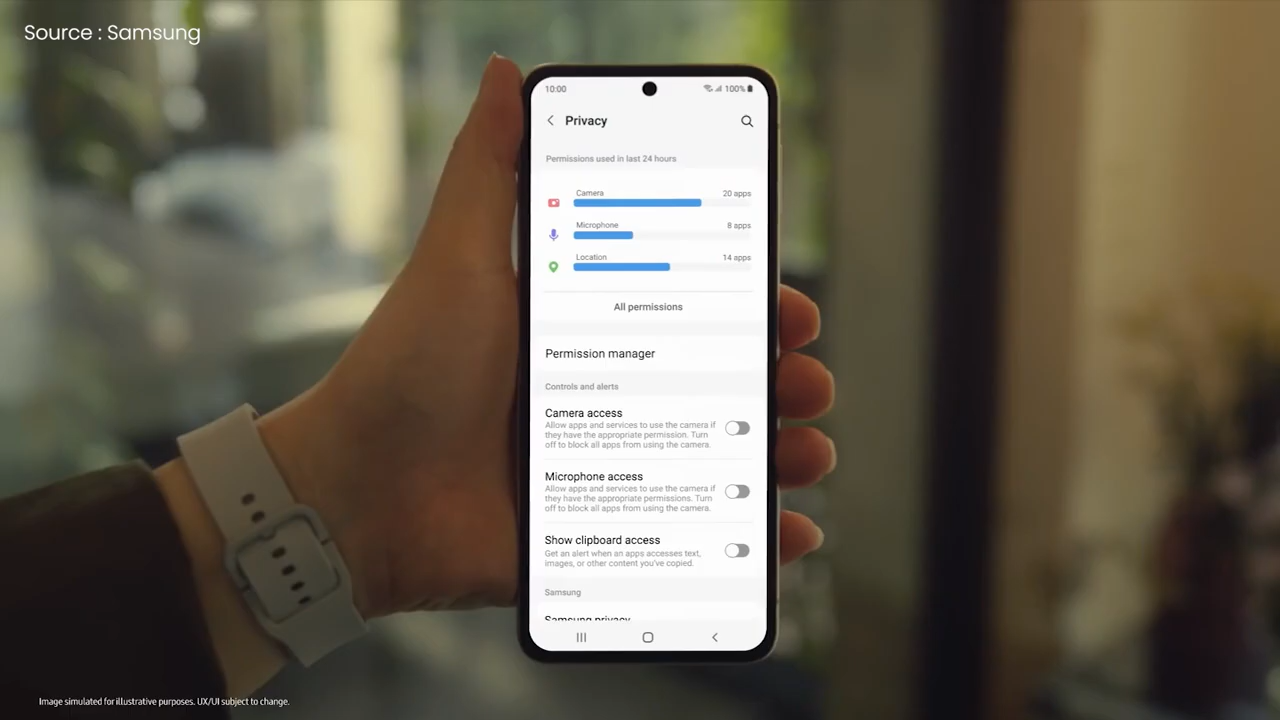 Source : Samsung
10:00
100%
Privacy
Permissions used in last 24 hours
Camera 20 apps
Microphone 8 apps
Location 14 apps
All permissions
Permission manager
Controls and alerts
Camera access
Allow apps and services to use the camera if
they have the appropriate permission. Turn
off to block all apps from using the camera.
Microphone access
Allow apps and services to use the camera if
they have the appropriate permissions. Turn
off to block all apps from using the camera.
Show clipboard access
Get an alert when an apps accesses text,
images, or other content you've copied.
Samsung
Samsung privacy
Image simulated for illustrative purposes. UX/UI subject to change.